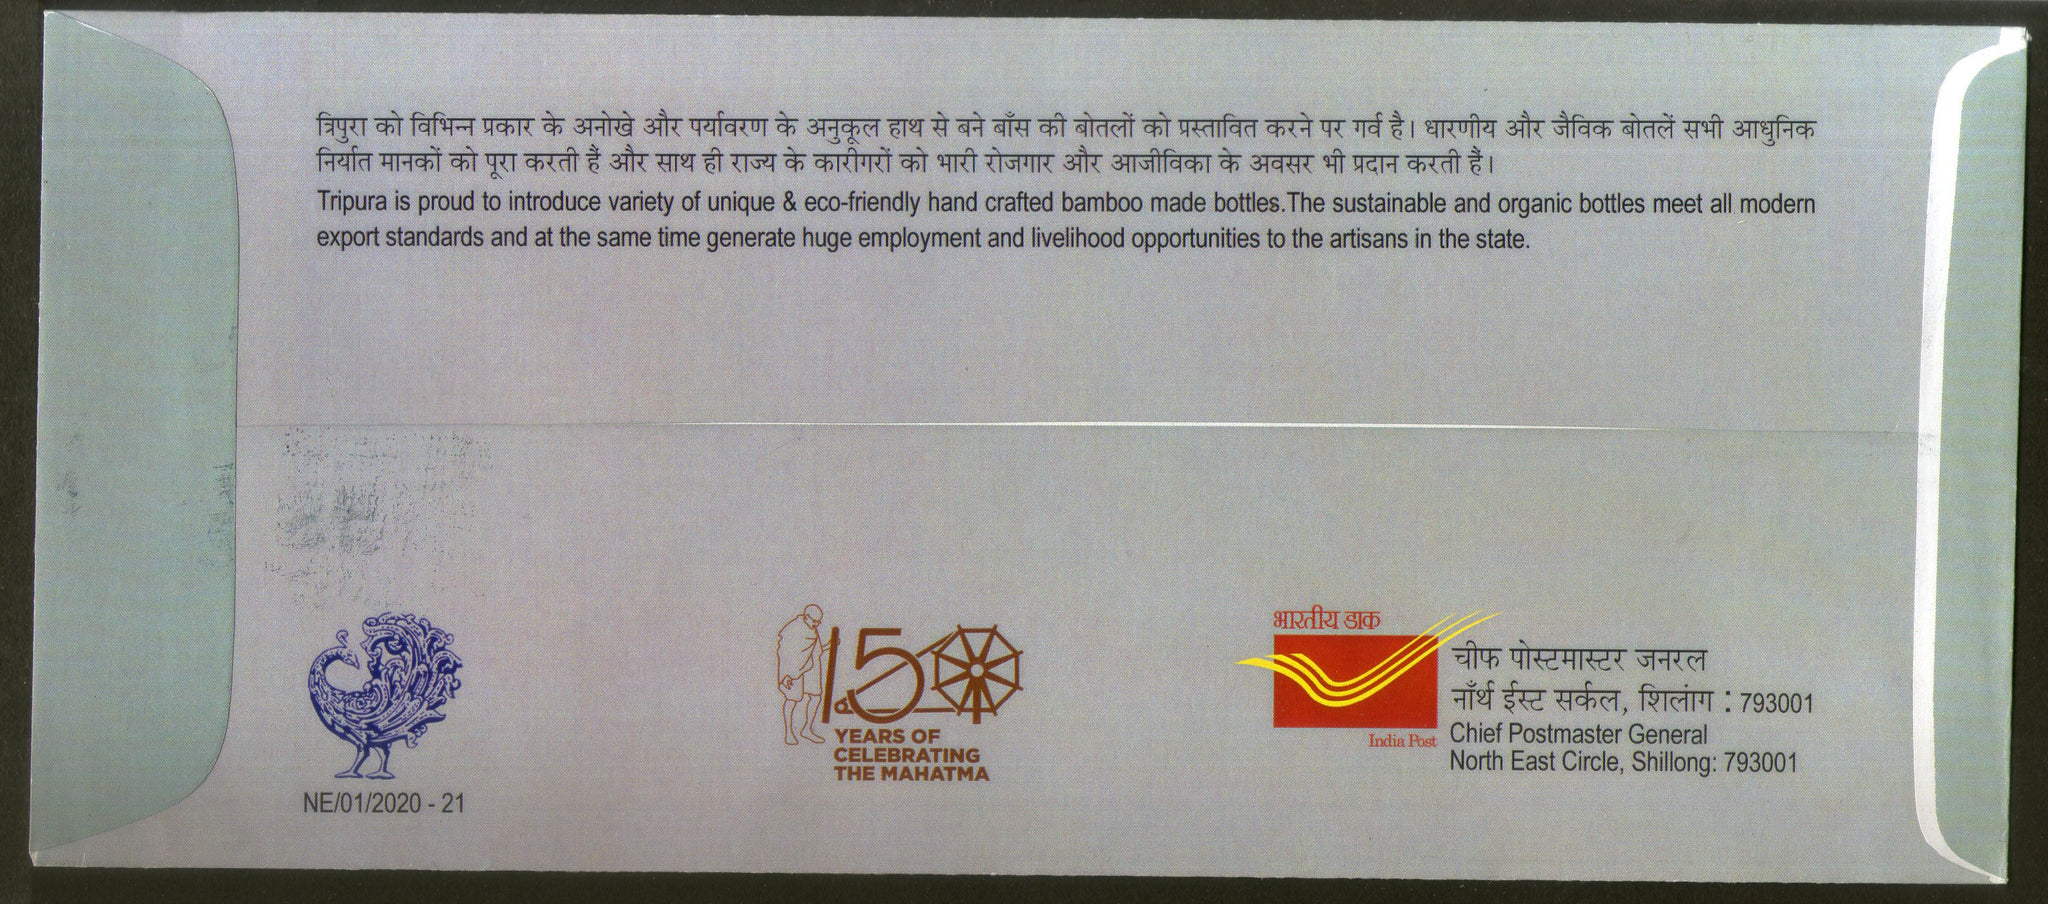 त्रिपुरा को विभिन्न प्रकार के अनोखे और पर्यावरण के अनुकूल हाथ से बने बाँस की बोतलों को प्रस्तावित करने पर गर्व है। धारणीय और जैविक बोतलें सभी आधुनिक
निर्यात मानकों को पूरा करती हैं और साथ ही राज्य के कारीगरों को भारी रोजगार और आजीविका के अवसर भी प्रदान करती हैं।
Tripura is proud to introduce variety of unique & eco-friendly hand crafted bamboo made bottles.The sustainable and organic bottles meet all modern
export standards and at the same time generate huge employment and livelihood opportunities to the artisans in the state.
NE/01/2020 - 21
150
YEARS OF
CELEBRATING
THE MAHATMA
भारतीय डाक
India Post
चीफ पोस्टमास्टर जनरल
नाँर्थ ईस्ट सर्कल, शिलांग : 793001
Chief Postmaster General
North East Circle, Shillong: 793001